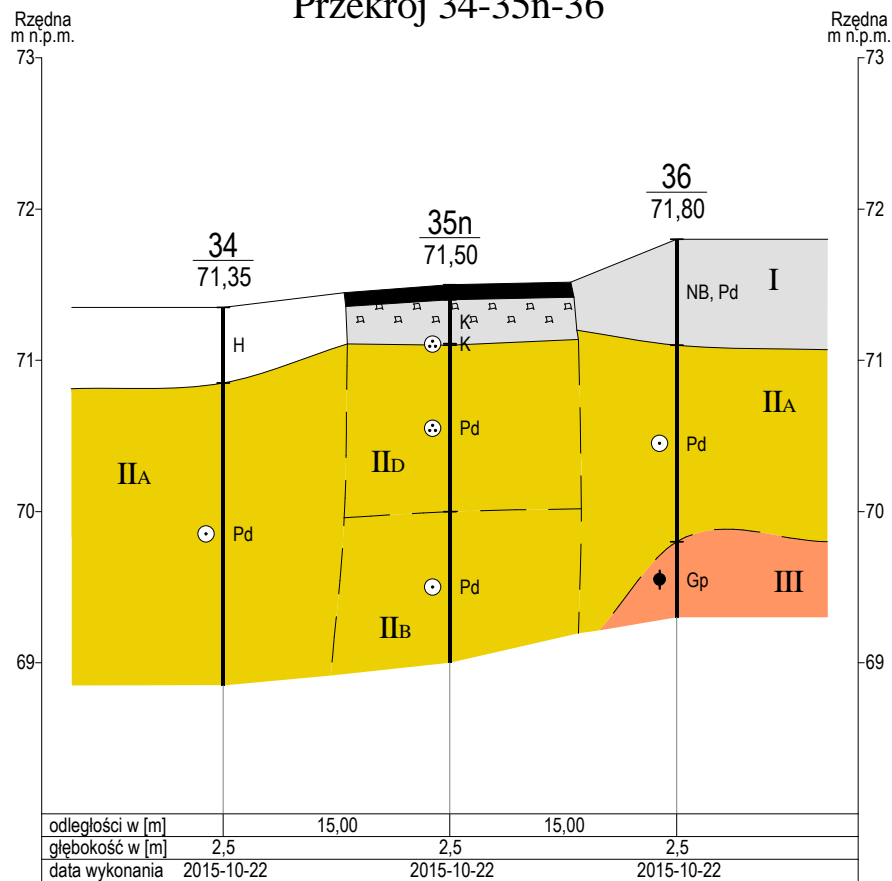 Przekrój 34-35n-36
Rzędna
m n.p.m.
Rzędna
m n.p.m.
73
73
72
72
36
71,80
35n
71,50
34
71,35
NB, Pd
I
K
H
K
71
71
IIA
Pd
IID
Pd
IIA
70
70
Pd
Pd
Gp
III
IIB
69
69
odległości w [m] 15,00 15,00
głębokość w [m] 2,5 2,5 2,5
data wykonania 2015-10-22 2015-10-22 2015-10-22